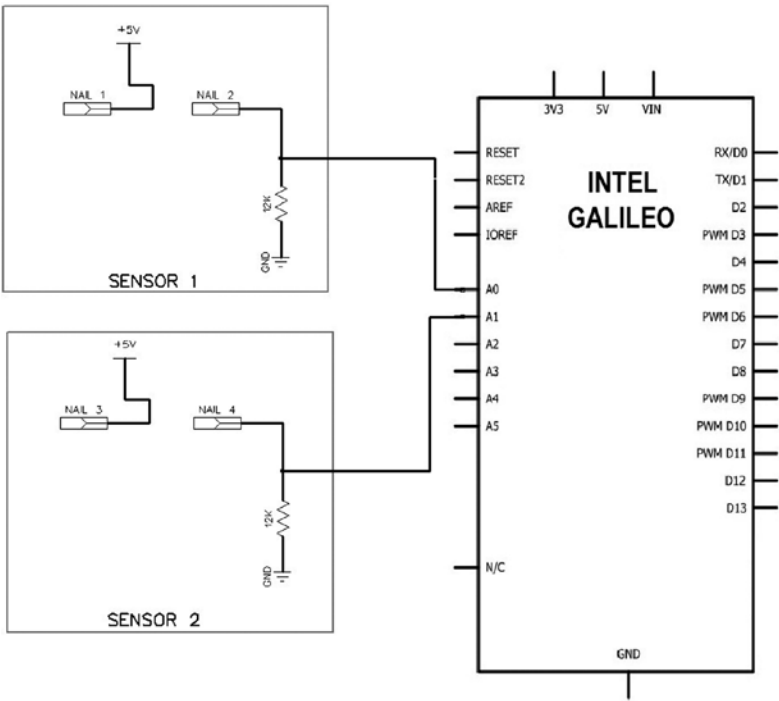 +5V
NAIL 1
NAIL 2
12K
GND
SENSOR 1
+5V
NAIL 3
NAIL 4
12K
GND
SENSOR 2
3V3 5V VIN
INTEL
GALILEO
RESET
RESET2
AREF
IOREF
A0
A1
A2
A3
A4
A5
N/C
RX/D0
TX/D1
D2
PWM D3
D4
PWM D5
PWM D6
D7
D8
PWM D9
PWM D10
PWM D11
D12
D13
GND